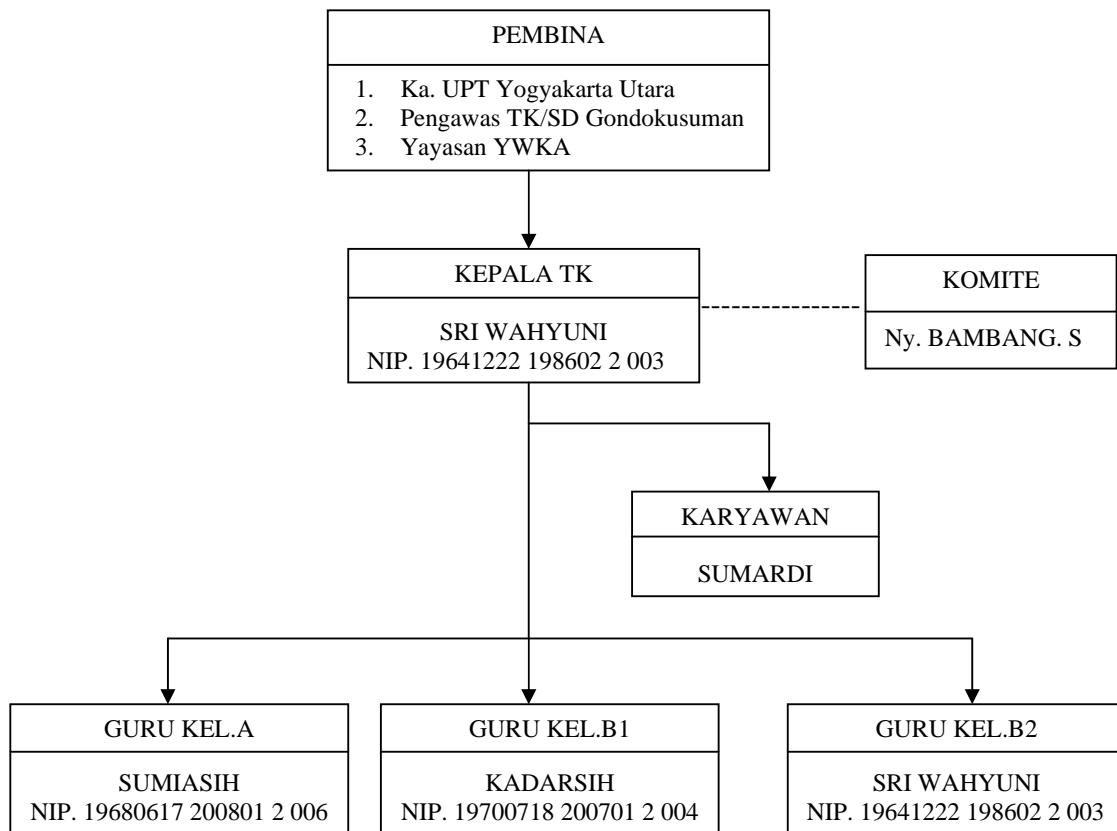 PEMBINA
1. Ka. UPT Yogyakarta Utara
2. Pengawas TK/SD Gondokusuman
3. Yayasan YWKA
KEPALA TK
SRI WAHYUNI
NIP. 19641222 198602 2 003
KOMITE
Ny. BAMBANG. S
KARYAWAN
SUMARDI
GURU KEL.A
SUMIASIH
NIP. 19680617 200801 2 006
GURU KEL.B1
KADARSIH
NIP. 19700718 200701 2 004
GURU KEL.B2
SRI WAHYUNI
NIP. 19641222 198602 2 003